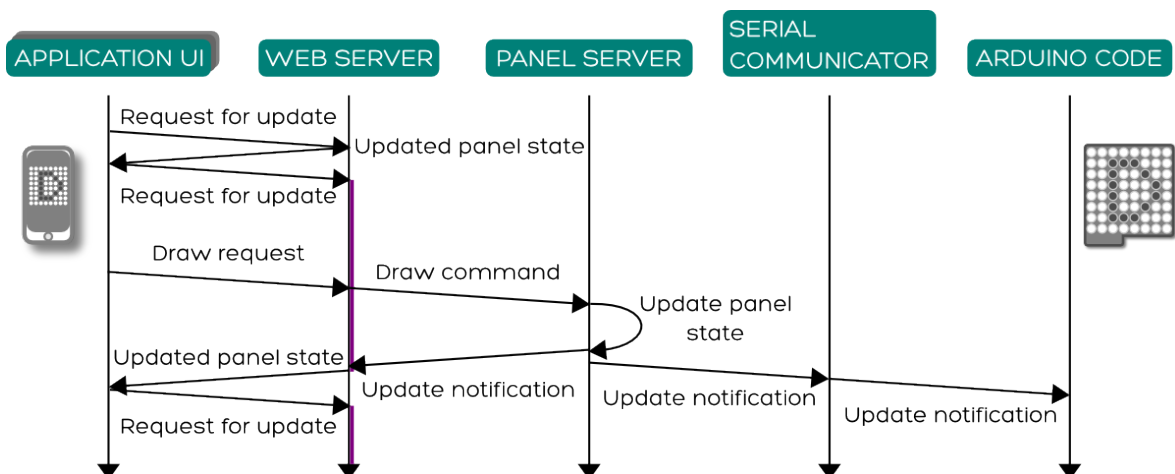 APPLICATION UI
WEB SERVER
PANEL SERVER
SERIAL
COMMUNICATOR
ARDUINO CODE
Request for update
Updated panel state
Request for update
Draw request
Draw command
Update panel
state
Updated panel state
Update notification
Update notification
Update notification
Request for update